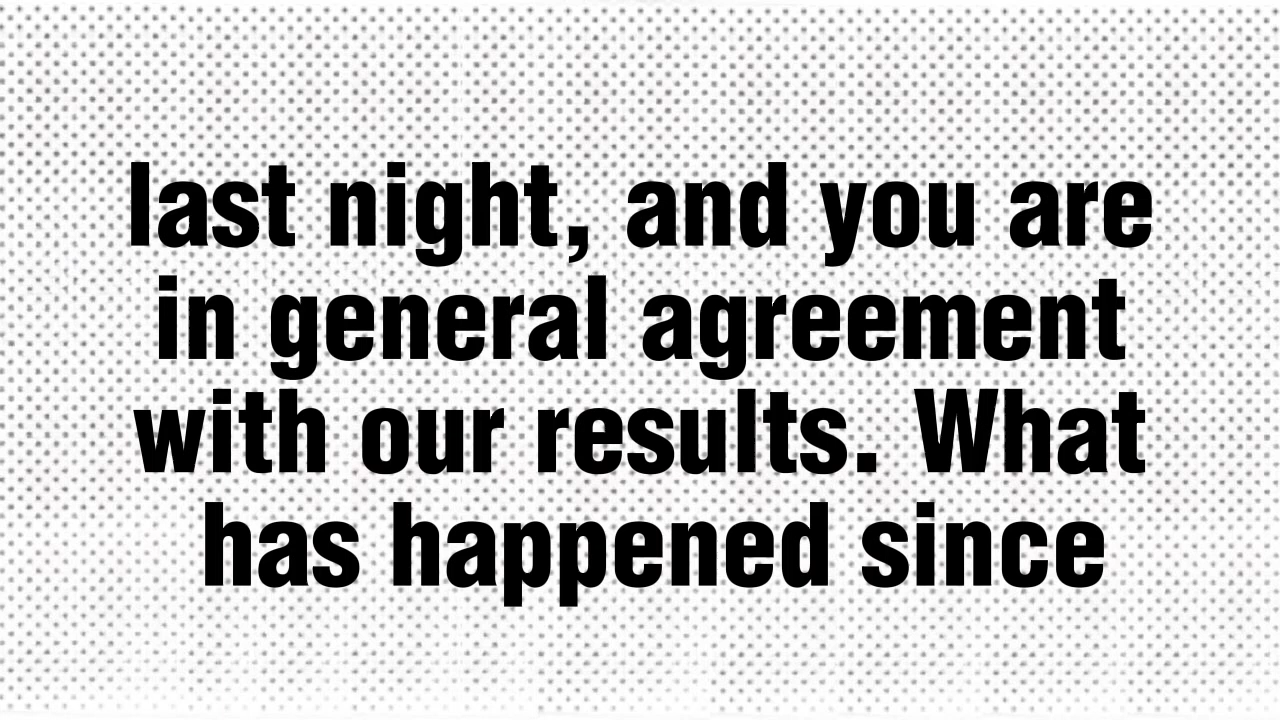 last night, and you are
in general agreement
with our results. What
has happened since